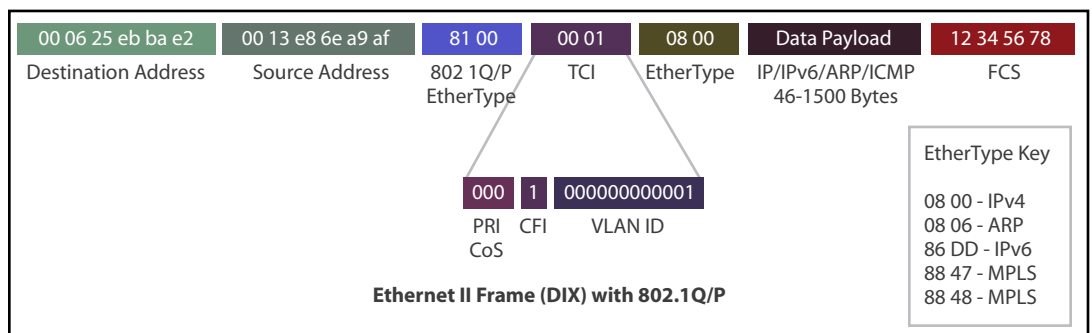 00 06 25 eb ba e2
00 13 e8 6e a9 af
81 00
00 01
08 00
Data Payload
12 34 56 78
Destination Address
Source Address
802 1Q/P
EtherType
TCI
EtherType
IP/IPv6/ARP/ICMP
46-1500 Bytes
FCS
000
1
000000000001
PRI
CoS
CFI
VLAN ID
Ethernet II Frame (DIX) with 802.1Q/P
EtherType Key
08 00 - IPv4
08 06 - ARP
86 DD - IPv6
88 47 - MPLS
88 48 - MPLS